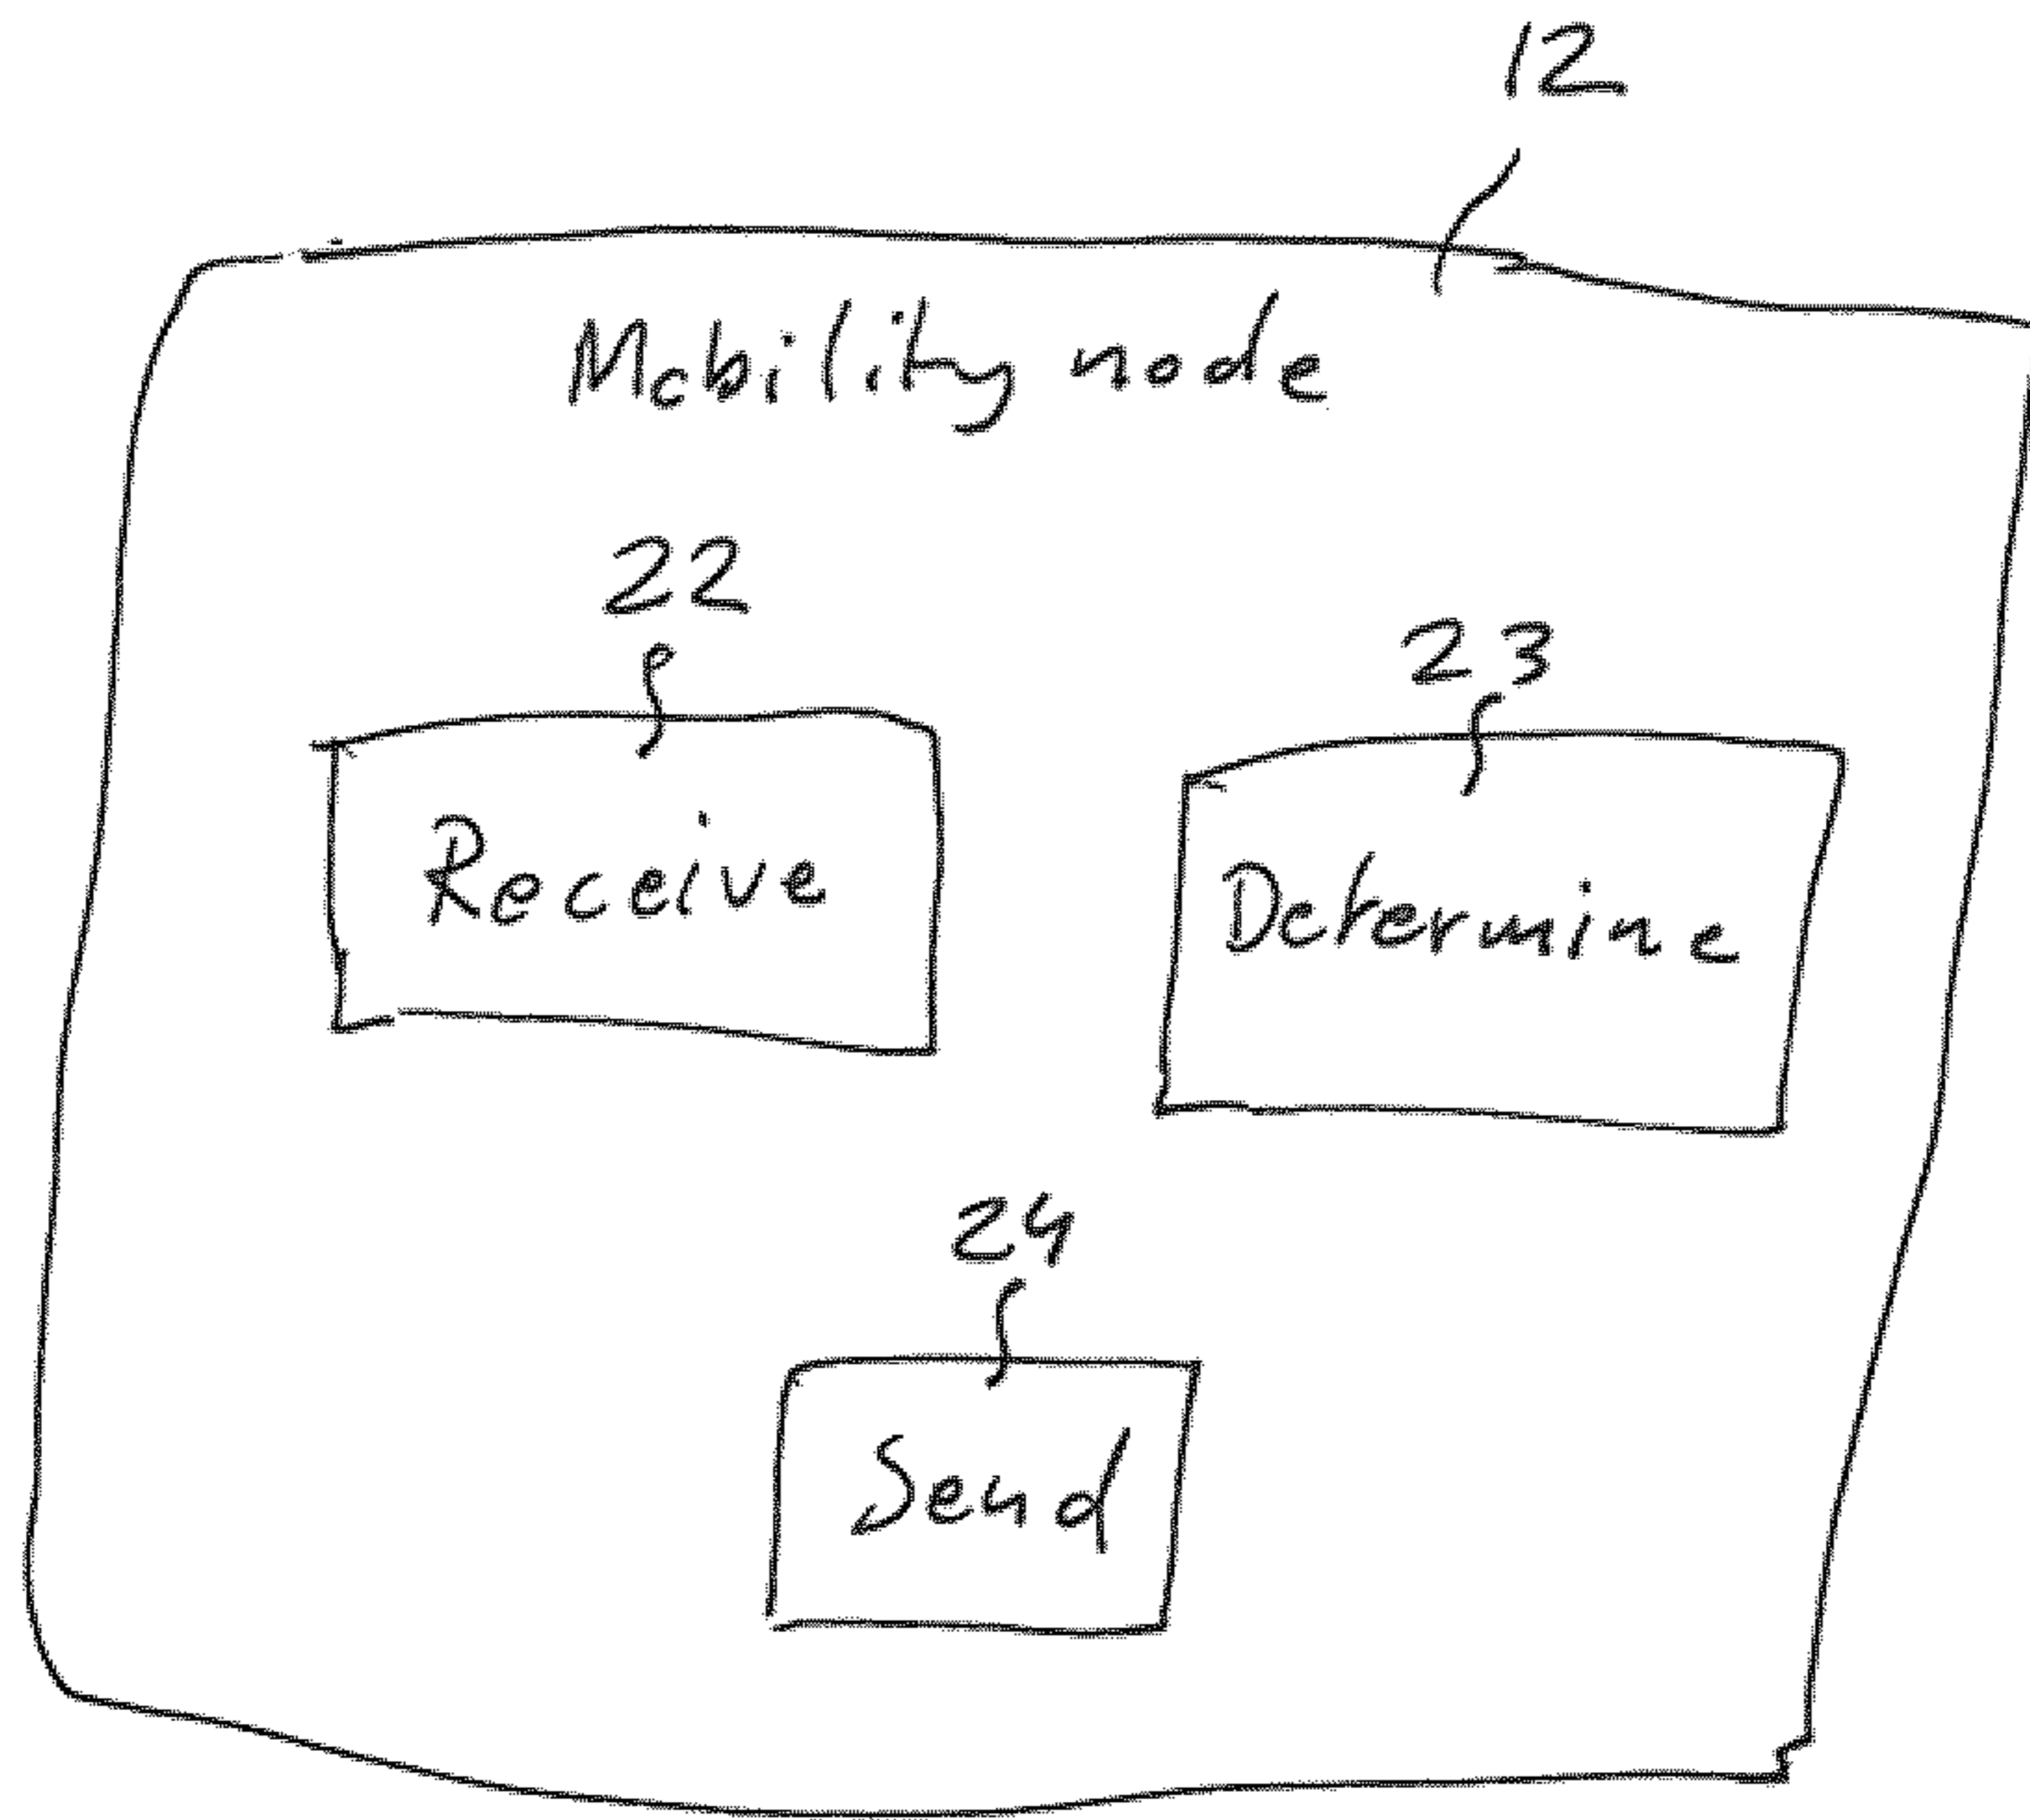 12
Mobility node
22
23
Receive
Determine
24
Send